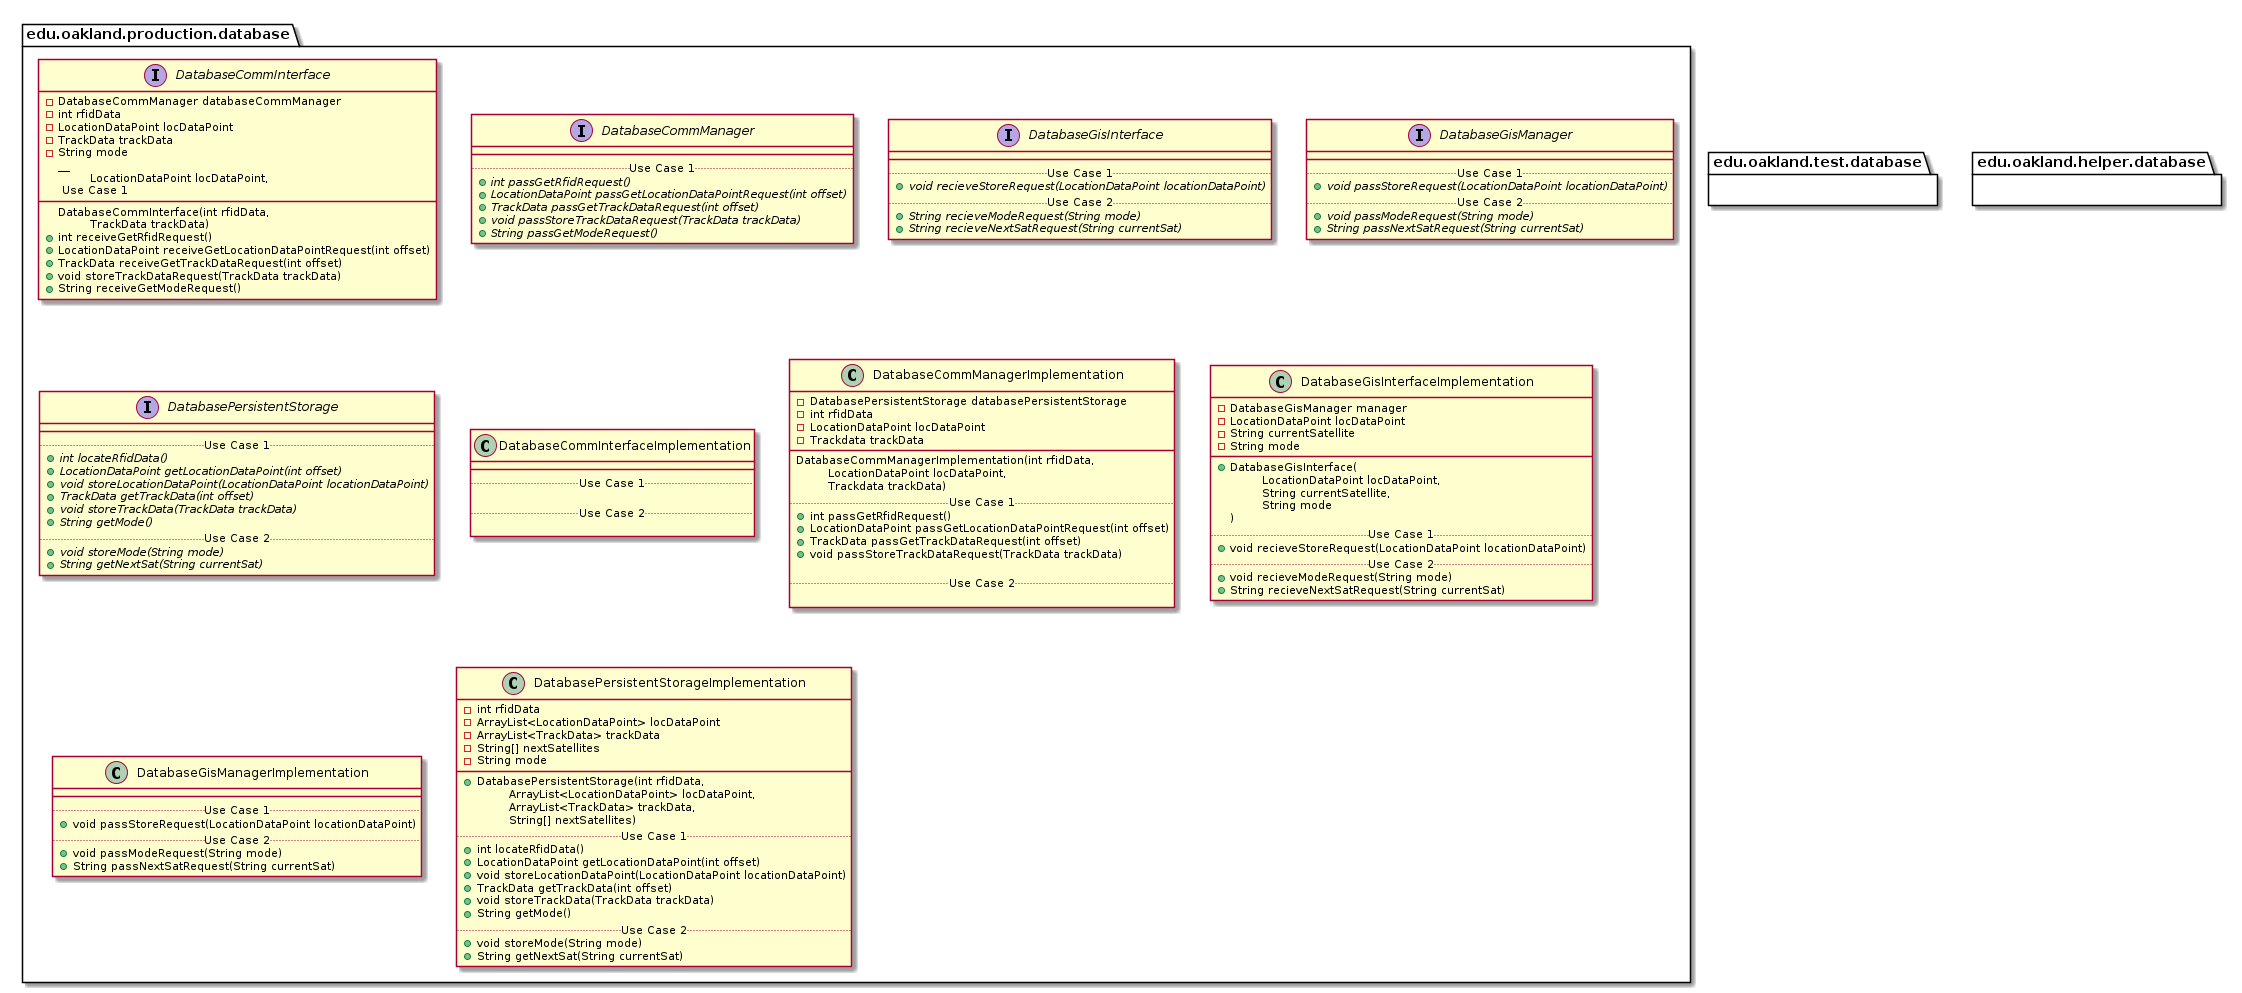 edu.oakland.production.database
I DatabaseCommInterface
DatabaseCommManager databaseCommManager
int rfidData
LocationDataPoint locDataPoint
TrackData trackData
String mode
__
LocationDataPoint locDataPoint,
Use Case 1
DatabaseCommInterface(int rfidData,
TrackData trackData)
int receiveGetRfidRequest()
LocationDataPoint receiveGetLocationDataPointRequest(int offset)
TrackData receiveGetTrackDataRequest(int offset)
void storeTrackDataRequest(TrackData trackData)
String receiveGetModeRequest()
I DatabaseCommManager
Use Case 1
int passGetRfidRequest()
LocationDataPoint passGetLocationDataPointRequest(int offset)
TrackData passGetTrackDataRequest(int offset)
void passStoreTrackDataRequest(TrackData trackData)
String passGetModeRequest()
I DatabaseGisInterface
Use Case 1
void recieveStoreRequest(LocationDataPoint locationDataPoint)
Use Case 2
String recieveModeRequest(String mode)
String recieveNextSatRequest(String currentSat)
I DatabaseGisManager
Use Case 1
void passStoreRequest(LocationDataPoint locationDataPoint)
Use Case 2
void passModeRequest(String mode)
String passNextSatRequest(String currentSat)
edu.oakland.test.database
edu.oakland.helper.database
I DatabasePersistentStorage
Use Case 1
int locateRfidData()
LocationDataPoint getLocationDataPoint(int offset)
void storeLocationDataPoint(LocationDataPoint locationDataPoint)
TrackData getTrackData(int offset)
void storeTrackData(TrackData trackData)
String getMode()
Use Case 2
void storeMode(String mode)
String getNextSat(String currentSat)
C DatabaseCommInterfaceImplementation
Use Case 1
Use Case 2
C DatabaseCommManagerImplementation
DatabasePersistentStorage databasePersistentStorage
int rfidData
LocationDataPoint locDataPoint
Trackdata trackData
DatabaseCommManagerImplementation(int rfidData,
LocationDataPoint locDataPoint,
Trackdata trackData)
Use Case 1
int passGetRfidRequest()
LocationDataPoint passGetLocationDataPointRequest(int offset)
TrackData passGetTrackDataRequest(int offset)
void passStoreTrackDataRequest(TrackData trackData)
Use Case 2
C DatabaseGisInterfaceImplementation
DatabaseGisManager manager
LocationDataPoint locDataPoint
String currentSatellite
String mode
DatabaseGisInterface(
LocationDataPoint locDataPoint,
String currentSatellite,
String mode
)
Use Case 1
void recieveStoreRequest(LocationDataPoint locationDataPoint)
Use Case 2
void recieveModeRequest(String mode)
String recieveNextSatRequest(String currentSat)
C DatabaseGisManagerImplementation
Use Case 1
void passStoreRequest(LocationDataPoint locationDataPoint)
Use Case 2
void passModeRequest(String mode)
String passNextSatRequest(String currentSat)
C DatabasePersistentStorageImplementation
int rfidData
ArrayList<LocationDataPoint> locDataPoint
ArrayList<TrackData> trackData
String[] nextSatellites
String mode
DatabasePersistentStorage(int rfidData,
ArrayList<LocationDataPoint> locDataPoint,
ArrayList<TrackData> trackData,
String[] nextSatellites)
Use Case 1
int locateRfidData()
LocationDataPoint getLocationDataPoint(int offset)
void storeLocationDataPoint(LocationDataPoint locationDataPoint)
TrackData getTrackData(int offset)
void storeTrackData(TrackData trackData)
String getMode()
Use Case 2
void storeMode(String mode)
String getNextSat(String currentSat)